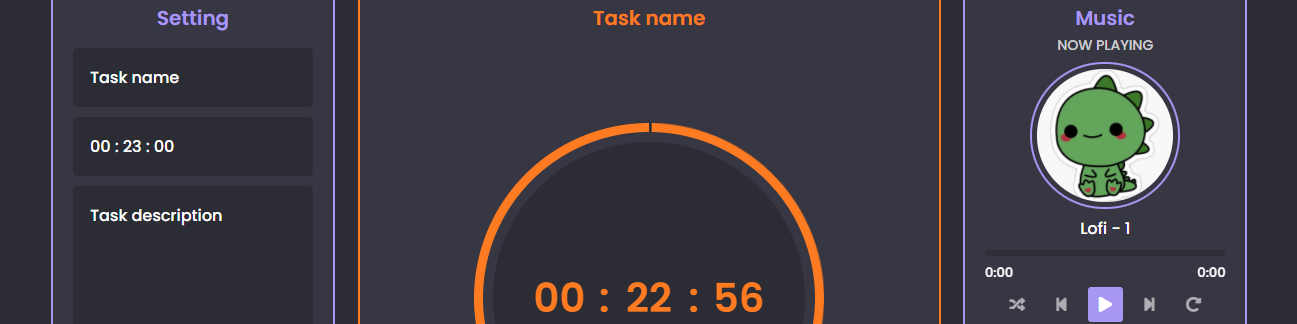 Setting
Task name
00 : 23 : 00
Task description
Task name
00 : 22 : 56
Music
NOW PLAYING
Lofi - 1
0:00 0:00